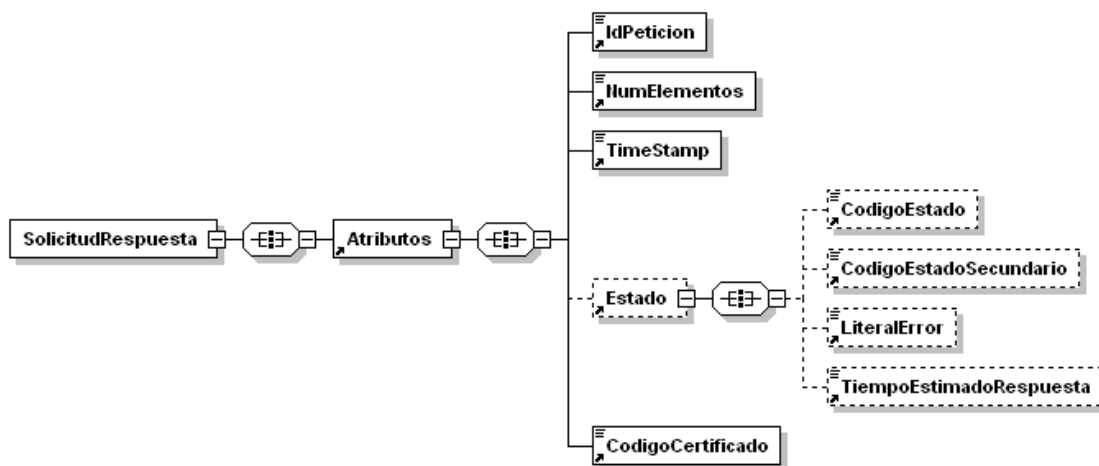 IdPeticion
NumElementos
TimeStamp
CodigoEstado
SolicitudRespuesta
Atributos
CodigoEstadoSecundario
Estado
LiteralError
TiempoEstimadoRespuesta
CodigoCertificado